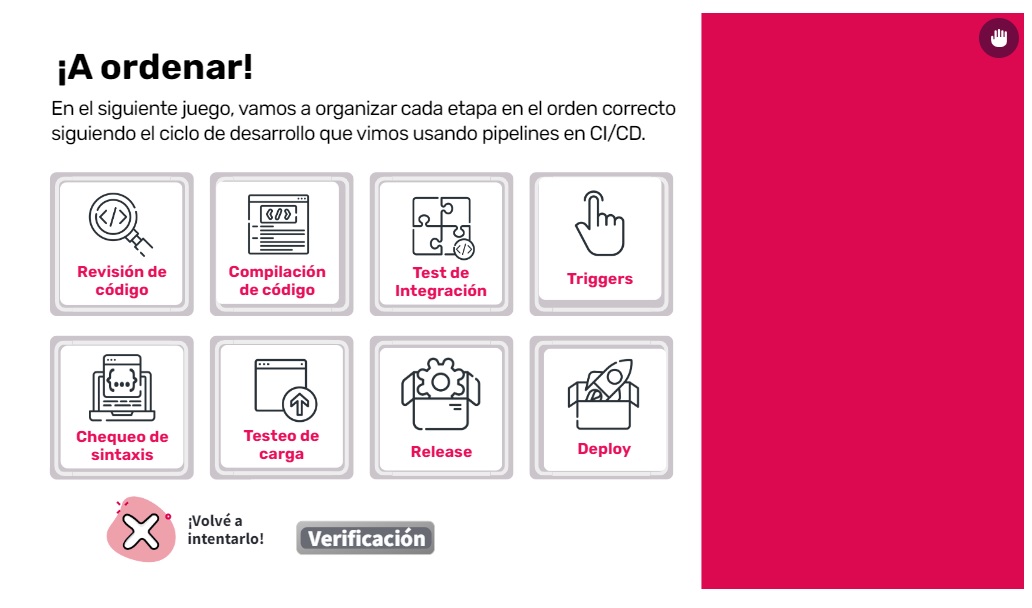 ¡A ordenar!
En el siguiente juego, vamos a organizar cada etapa en el orden correcto
siguiendo el ciclo de desarrollo que vimos usando pipelines en CI/CD.
Revisión de
código
Compilación
de código
Test de
Integración
Triggers
Chequeo de
sintaxis
Testeo de
carga
Release
Deploy
¡Volvé a
intentarlo!
Verificación